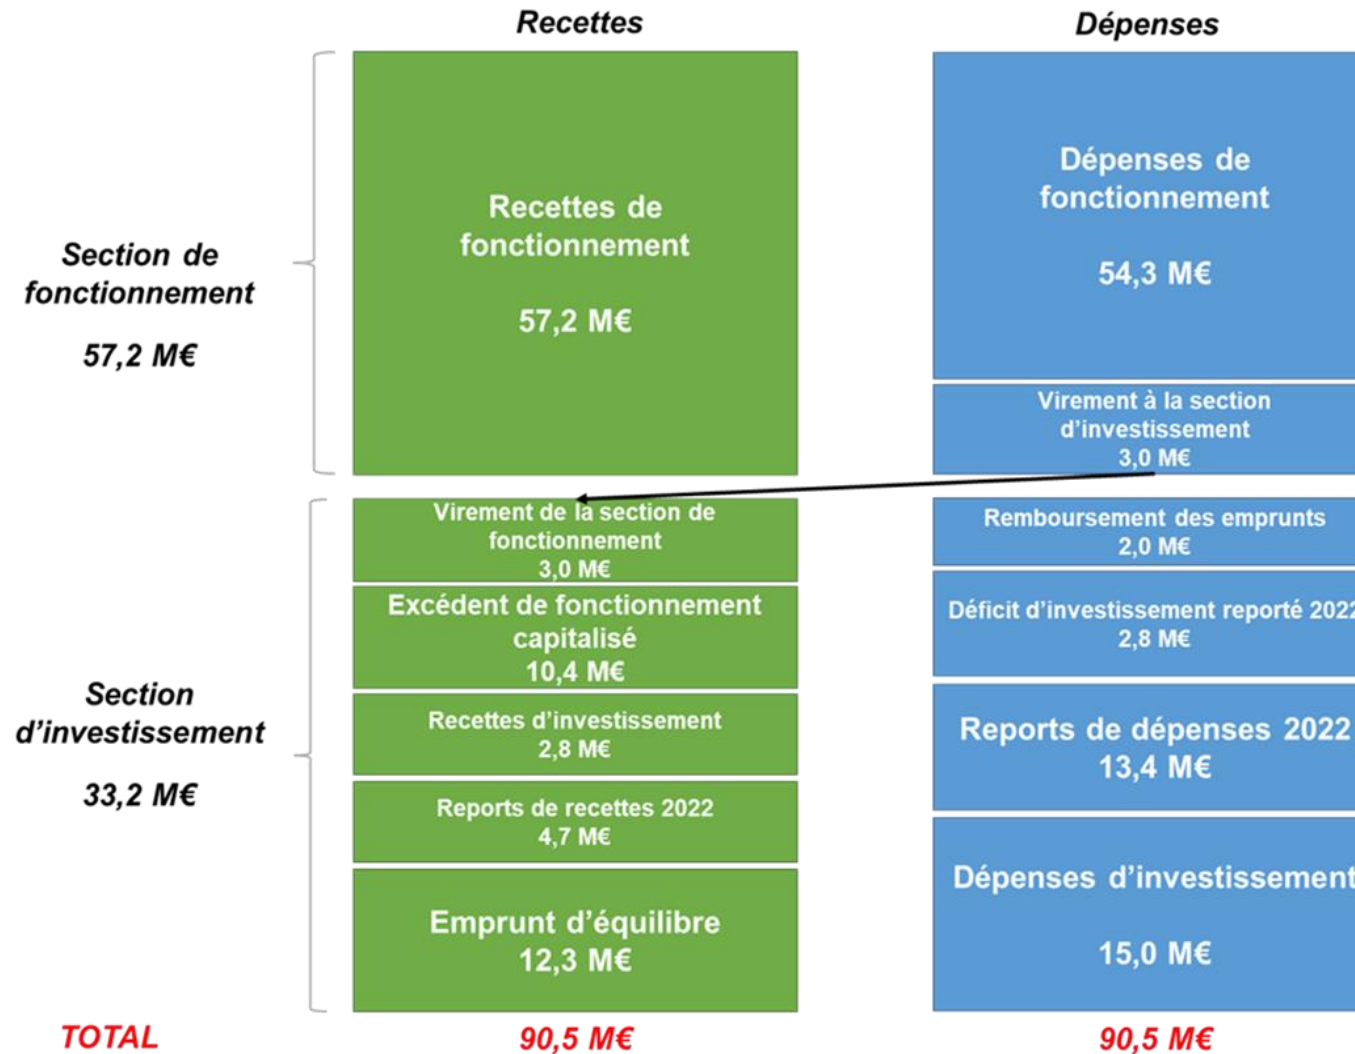 Recettes
Dépenses
Section de
fonctionnement
57,2 M€
Recettes de
fonctionnement
57,2 M€
Dépenses de
fonctionnement
54,3 M€
Virement à la section
d’investissement
3,0 M€
Section
d’investissement
33,2 M€
Virement de la section de
fonctionnement
3,0 M€
Excédent de fonctionnement
capitalisé
10,4 M€
Recettes d’investissement
2,8 M€
Reports de recettes 2022
4,7 M€
Emprunt d’équilibre
12,3 M€
Remboursement des emprunts
2,0 M€
Déficit d’investissement reporté 2022
2,8 M€
Reports de dépenses 2022
13,4 M€
Dépenses d’investissement
15,0 M€
TOTAL
90,5 M€
90,5 M€